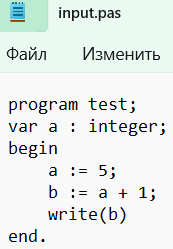 input.pas
Файл Изменить
program test;
var a : integer;
begin
    a := 5;
    b := a + 1;
    write(b)
end.